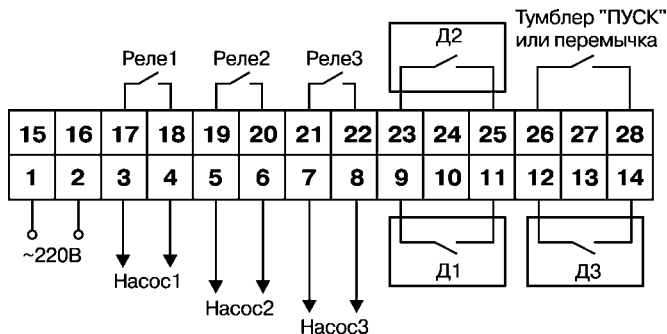 Тумблер "ПУСК"
или перемычка
Д2
Реле1 Реле2 Реле3
15 16 17 18 19 20 21 22 23 24 25 26 27 28
1 2 3 4 5 6 7 8 9 10 11 12 13 14
~220В
Насос1
Насос2
Насос3
Д1
Д3